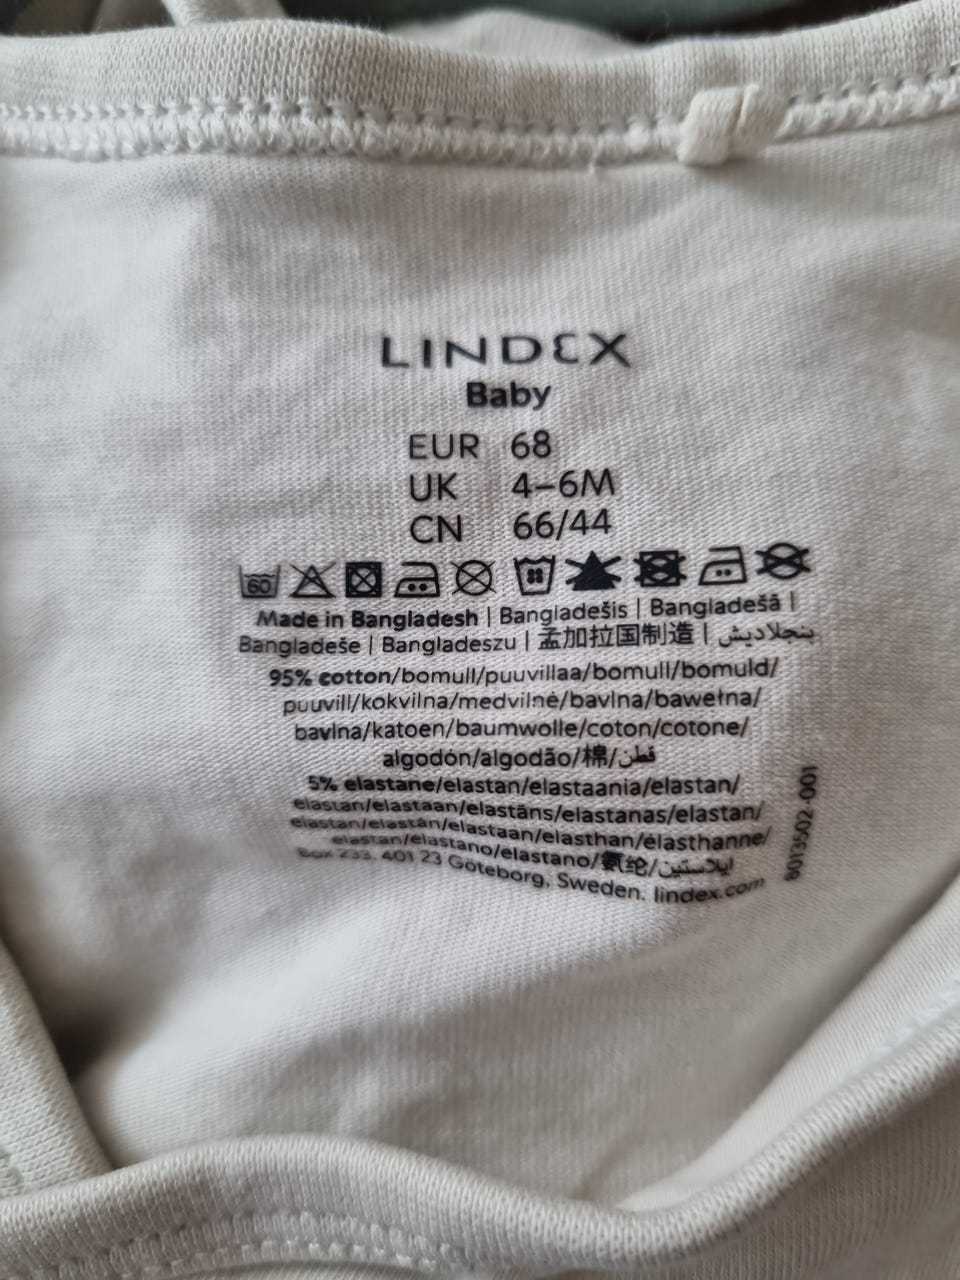 LINDEX
Baby
EUR 68
UK 4–6M
CN 66/44
60
Made in Bangladesh | Bangladešis | Bangladešā |
Bangladeše | Bangladeszu | 孟加拉国制造 | بنجلاديش
95% cotton/bomull/puuvillaa/bomull/bomuld/
puuvill/kokvilna/medvilnė/bavlna/bawełna/
bavlna/katoen/baumwolle/coton/cotone/
algodón/algodão/棉/قطن
5% elastane/elastan/elastaania/elastan/
elastan/elastaan/elastāns/elastanas/elastan/
elastan/elastán/elastaan/elasthan/élasthanne/
elastan/elastano/elastano/氨纶/ايلاستين
Box 233, 401 23 Göteborg, Sweden. lindex.com
8013502-001